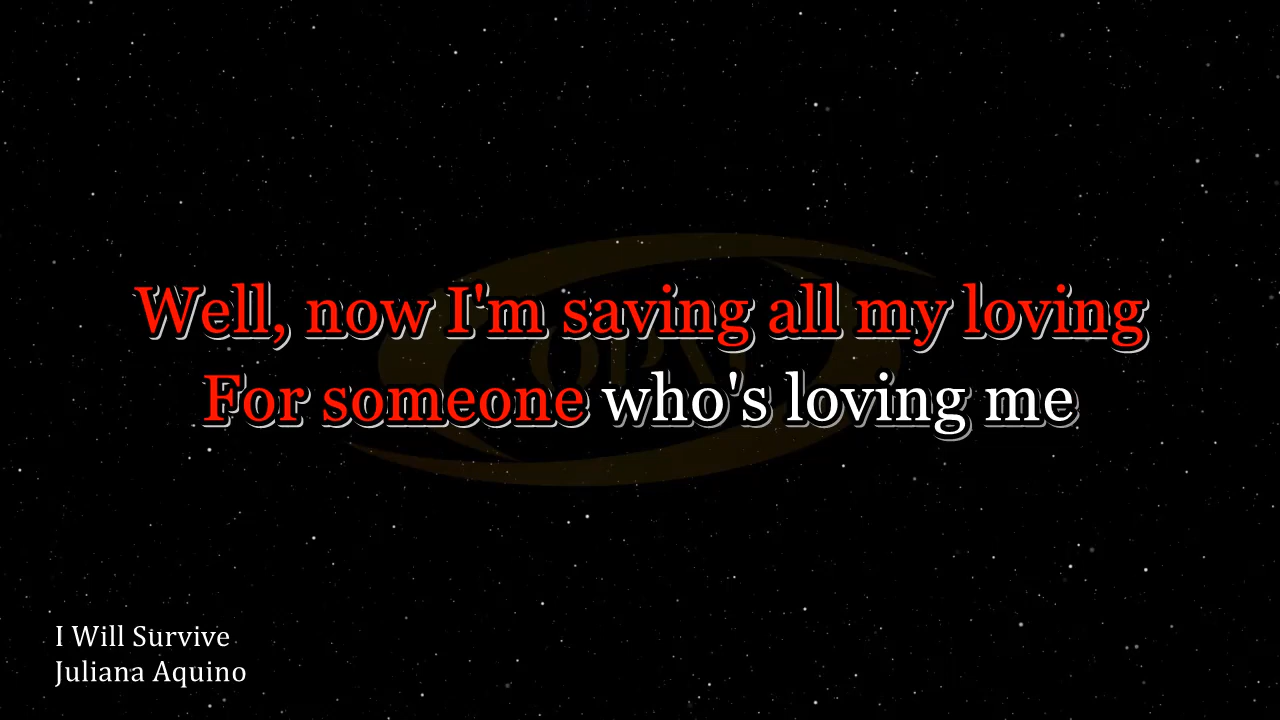 Well, now I'm saving all my loving
For someone who's loving me
I Will Survive
Juliana Aquino